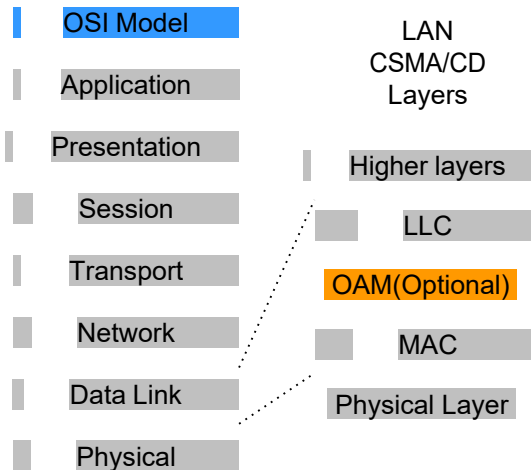 OSI Model
Application
Presentation
Session
Transport
Network
Data Link
Physical
LAN
CSMA/CD
Layers
Higher layers
LLC
OAM(Optional)
MAC
Physical Layer